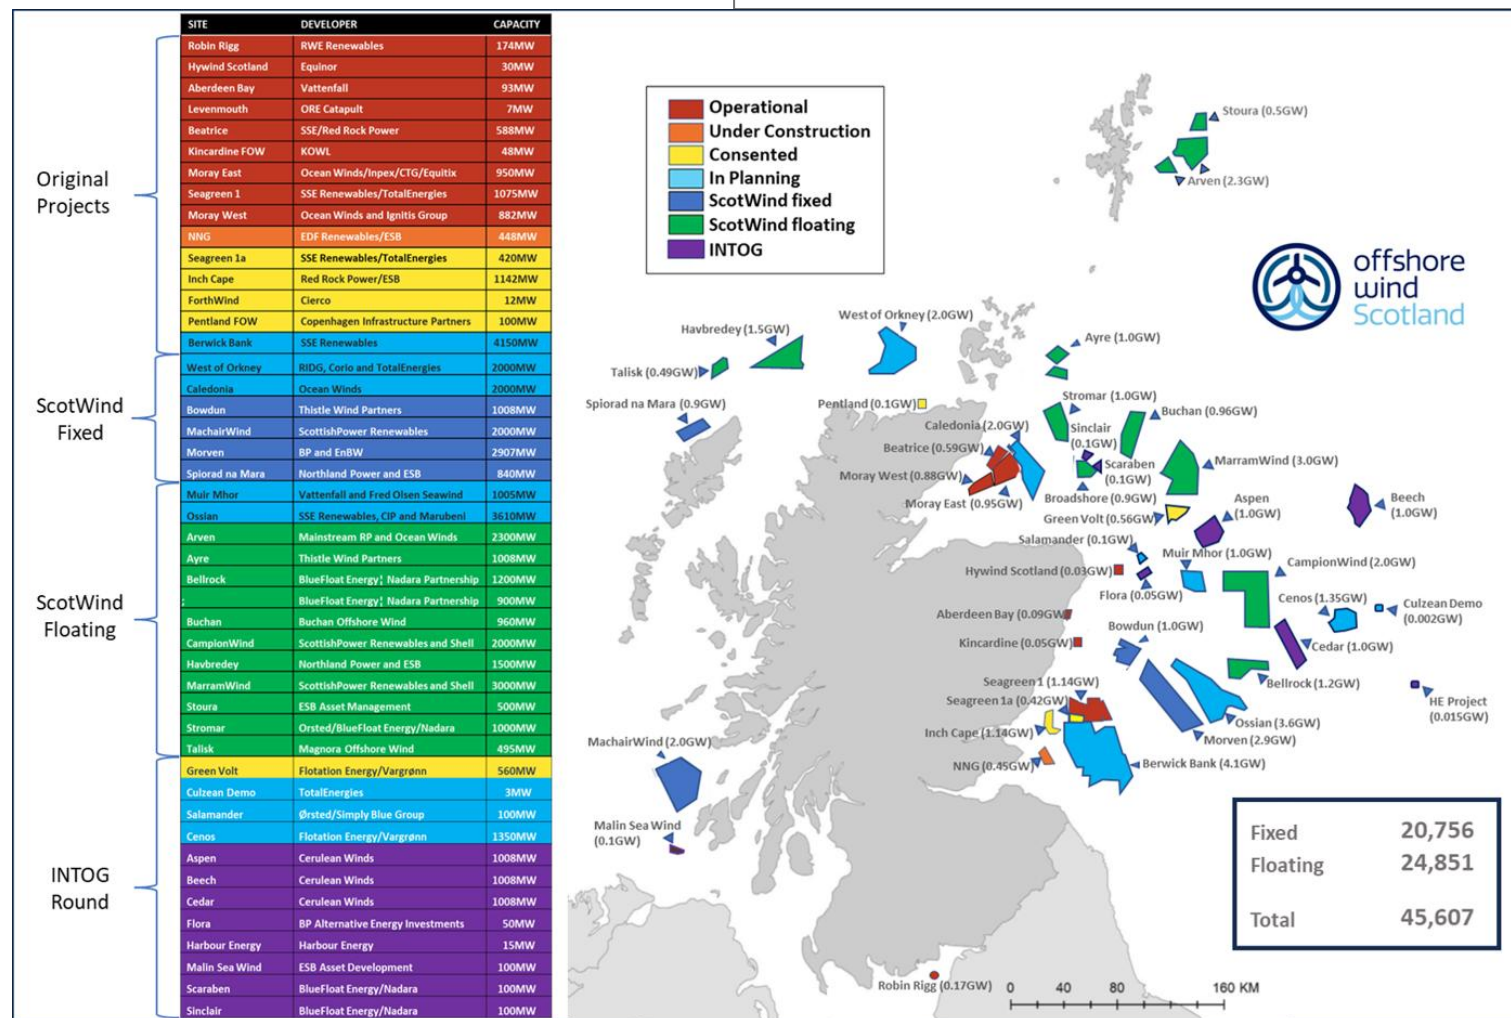 SITE DEVELOPER CAPACITY
Robin Rigg RWE Renewables 174MW
Hywind Scotland Equinor 30MW
Aberdeen Bay Vattenfall 93MW
Levenmouth ORE Catapult 7MW
Beatrice SSE/Red Rock Power 588MW
Kincardine FOW KOWL 48MW
Moray East Ocean Winds/Inpex/CTG/Equitix 950MW
Seagreen 1 SSE Renewables/TotalEnergies 1075MW
Moray West Ocean Winds and Ignitis Group 882MW
NNG EDF Renewables/ESB 448MW
Seagreen 1a SSE Renewables/TotalEnergies 420MW
Inch Cape Red Rock Power/ESB 1142MW
ForthWind Cierco 12MW
Pentland FOW Copenhagen Infrastructure Partners 100MW
Berwick Bank SSE Renewables 4150MW
West of Orkney RIDG, Corio and TotalEnergies 2000MW
Caledonia Ocean Winds 2000MW
Bowdun Thistle Wind Partners 1008MW
MachairWind ScottishPower Renewables 2000MW
Morven BP and EnBW 2907MW
Spiorad na Mara Northland Power and ESB 840MW
Muir Mhor Vattenfall and Fred Olsen Seawind 1005MW
Ossian SSE Renewables, CIP and Marubeni 3610MW
Arven Mainstream RP and Ocean Winds 2300MW
Ayre Thistle Wind Partners 1008MW
Bellrock BlueFloat Energy¦ Nadara Partnership 1200MW
; BlueFloat Energy¦ Nadara Partnership 900MW
Buchan Buchan Offshore Wind 960MW
CampionWind ScottishPower Renewables and Shell 2000MW
Havbredey Northland Power and ESB 1500MW
MarramWind ScottishPower Renewables and Shell 3000MW
Stoura ESB Asset Management 500MW
Stromar Orsted/BlueFloat Energy/Nadara 1000MW
Talisk Magnora Offshore Wind 495MW
Green Volt Flotation Energy/Vargrønn 560MW
Culzean Demo TotalEnergies 3MW
Salamander Ørsted/Simply Blue Group 100MW
Cenos Flotation Energy/Vargrønn 1350MW
Aspen Cerulean Winds 1008MW
Beech Cerulean Winds 1008MW
Cedar Cerulean Winds 1008MW
Flora BP Alternative Energy Investments 50MW
Harbour Energy Harbour Energy 15MW
Malin Sea Wind ESB Asset Development 100MW
Scaraben BlueFloat Energy/Nadara 100MW
Sinclair BlueFloat Energy/Nadara 100MW
Original
Projects
ScotWind
Fixed
ScotWind
Floating
INTOG
Round
Operational
Under Construction
Consented
In Planning
ScotWind fixed
ScotWind floating
INTOG
offshore
wind
Scotland
Stoura (0.5GW)
Arven (2.3GW)
West of Orkney (2.0GW)
Havbredey (1.5GW)
Ayre (1.0GW)
Talisk (0.49GW)
Spiorad na Mara (0.9GW)
Pentland (0.1GW)
Stromar (1.0GW)
Buchan (0.96GW)
Caledonia (2.0GW)
Sinclair
(0.1GW)
Beatrice (0.59GW)
Scaraben
(0.1GW)
MarramWind (3.0GW)
Moray West (0.88GW)
Moray East (0.95GW)
Broadshore (0.9GW)
Aspen
(1.0GW)
Beech
(1.0GW)
Green Volt (0.56GW)
Salamander (0.1GW)
Muir Mhor (1.0GW)
CampionWind (2.0GW)
Hywind Scotland (0.03GW)
Flora (0.05GW)
Cenos (1.35GW)
Culzean Demo
(0.002GW)
Aberdeen Bay (0.09GW)
Bowdun (1.0GW)
Kincardine (0.05GW)
Cedar (1.0GW)
Seagreen 1 (1.14GW)
Bellrock (1.2GW)
Seagreen 1a (0.42GW)
HE Project
(0.015GW)
Inch Cape (1.14GW)
Ossian (3.6GW)
Morven (2.9GW)
MachairWind (2.0GW)
NNG (0.45GW)
Berwick Bank (4.1GW)
Malin Sea Wind
(0.1GW)
Robin Rigg (0.17GW)
Fixed 20,756
Floating 24,851
Total 45,607
0 40 80 160 KM